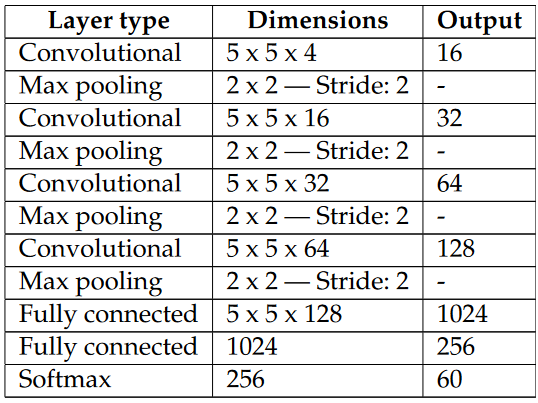 Layer type Dimensions Output
Convolutional 5 x 5 x 4 16
Max pooling 2 x 2 — Stride: 2 -
Convolutional 5 x 5 x 16 32
Max pooling 2 x 2 — Stride: 2 -
Convolutional 5 x 5 x 32 64
Max pooling 2 x 2 — Stride: 2 -
Convolutional 5 x 5 x 64 128
Max pooling 2 x 2 — Stride: 2 -
Fully connected 5 x 5 x 128 1024
Fully connected 1024 256
Softmax 256 60